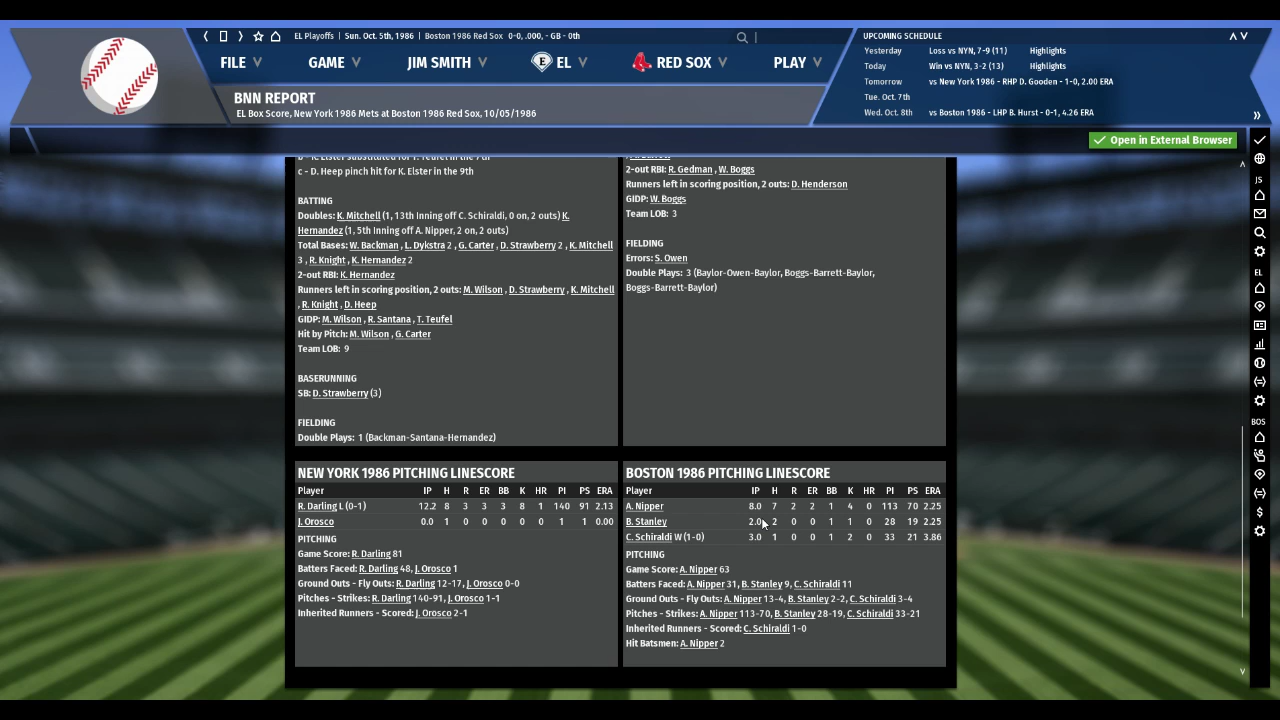 EL Playoffs | Sun. Oct. 5th, 1986 | Boston 1986 Red Sox 0-0, .000, - GB - 0th
FILE GAME JIM SMITH EL RED SOX PLAY
BNN REPORT
EL Box Score, New York 1986 Mets at Boston 1986 Red Sox, 10/05/1986
UPCOMING SCHEDULE
Yesterday Loss vs NYN, 7-9 (11) Highlights
Today Win vs NYN, 3-2 (13) Highlights
Tomorrow vs New York 1986 - RHP D. Gooden - 1-0, 2.00 ERA
Tue. Oct. 7th
Wed. Oct. 8th vs Boston 1986 - LHP B. Hurst - 0-1, 4.26 ERA
Open in External Browser
b - K. Elster substituted for T. Teufel in the 7th
c - D. Heep pinch hit for K. Elster in the 9th
BATTING
Doubles: K. Mitchell (1, 13th Inning off C. Schiraldi, 0 on, 2 outs) K.
Hernandez (1, 5th Inning off A. Nipper, 2 on, 2 outs)
Total Bases: W. Backman , L. Dykstra 2 , G. Carter , D. Strawberry 2 , K. Mitchell
3 , R. Knight , K. Hernandez 2
2-out RBI: K. Hernandez
Runners left in scoring position, 2 outs: M. Wilson , D. Strawberry , K. Mitchell
, R. Knight , D. Heep
GIDP: M. Wilson , R. Santana , T. Teufel
Hit by Pitch: M. Wilson , G. Carter
Team LOB: 9
BASERUNNING
SB: D. Strawberry (3)
FIELDING
Double Plays: 1 (Backman-Santana-Hernandez)
2-out RBI: R. Gedman , W. Boggs
Runners left in scoring position, 2 outs: D. Henderson
GIDP: W. Boggs
Team LOB: 3
FIELDING
Errors: S. Owen
Double Plays: 3 (Baylor-Owen-Baylor, Boggs-Barrett-Baylor,
Boggs-Barrett-Baylor)
NEW YORK 1986 PITCHING LINESCORE
Player IP H R ER BB K HR PI PS ERA
R. Darling L (0-1) 12.2 8 3 3 3 8 1 140 91 2.13
J. Orosco 0.0 1 0 0 0 0 0 1 1 0.00
PITCHING
Game Score: R. Darling 81
Batters Faced: R. Darling 48, J. Orosco 1
Ground Outs - Fly Outs: R. Darling 12-17, J. Orosco 0-0
Pitches - Strikes: R. Darling 140-91, J. Orosco 1-1
Inherited Runners - Scored: J. Orosco 2-1
BOSTON 1986 PITCHING LINESCORE
Player IP H R ER BB K HR PI PS ERA
A. Nipper 8.0 7 2 2 1 4 0 113 70 2.25
B. Stanley 2.0 2 0 0 1 1 0 28 19 2.25
C. Schiraldi W (1-0) 3.0 1 0 0 1 2 0 33 21 3.86
PITCHING
Game Score: A. Nipper 63
Batters Faced: A. Nipper 31, B. Stanley 9, C. Schiraldi 11
Ground Outs - Fly Outs: A. Nipper 13-4, B. Stanley 2-2, C. Schiraldi 3-4
Pitches - Strikes: A. Nipper 113-70, B. Stanley 28-19, C. Schiraldi 33-21
Inherited Runners - Scored: C. Schiraldi 1-0
Hit Batsmen: A. Nipper 2
JS
EL
BOS